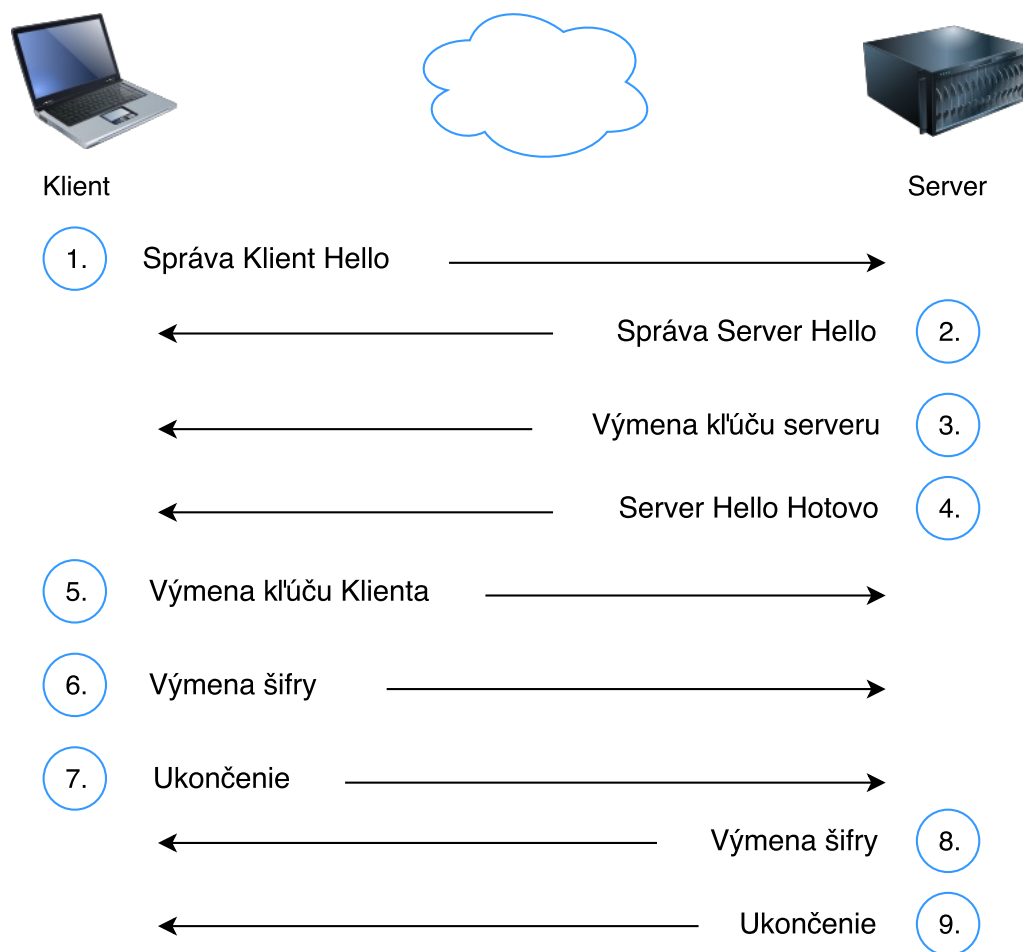 Klient
Server
1. Správa Klient Hello
Správa Server Hello 2.
Výmena kľúču serveru 3.
Server Hello Hotovo 4.
5. Výmena kľúču Klienta
6. Výmena šifry
7. Ukončenie
Výmena šifry 8.
Ukončenie 9.